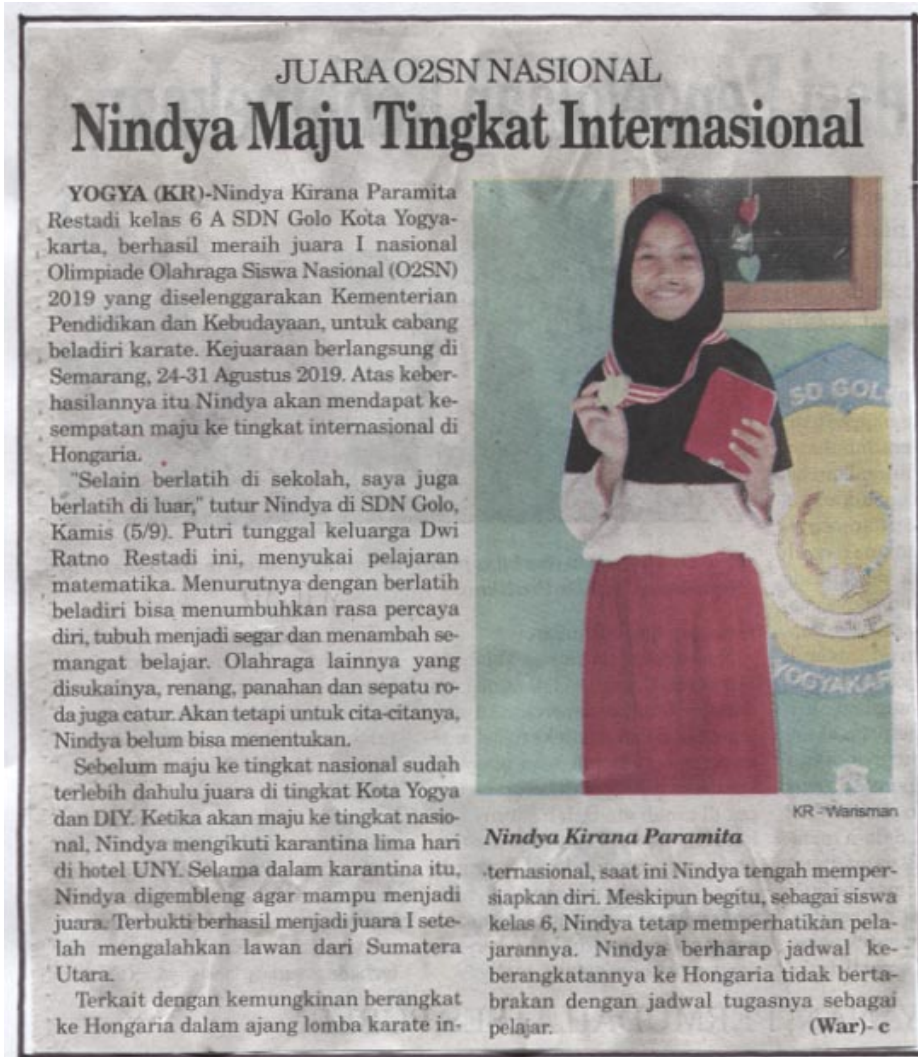 JUARA O2SN NASIONAL
Nindya Maju Tingkat Internasional
YOGYA (KR)-Nindya Kirana Paramita
Restadi kelas 6 A SDN Golo Kota Yogya-
karta, berhasil meraih juara I nasional
Olimpiade Olahraga Siswa Nasional (O2SN)
2019 yang diselenggarakan Kementerian
Pendidikan dan Kebudayaan, untuk cabang
beladiri karate. Kejuaraan berlangsung di
Semarang, 24-31 Agustus 2019. Atas keber-
hasilannya itu Nindya akan mendapat ke-
sempatan maju ke tingkat internasional di
Hongaria.
"Selain berlatih di sekolah, saya juga
berlatih di luar," tutur Nindya di SDN Golo,
Kamis (5/9). Putri tunggal keluarga Dwi
Ratno Restadi ini, menyukai pelajaran
matematika. Menurutnya dengan berlatih
beladiri bisa menumbuhkan rasa percaya
diri, tubuh menjadi segar dan menambah se-
mangat belajar. Olahraga lainnya yang
disukainya, renang, panahan dan sepatu ro-
da juga catur. Akan tetapi untuk cita-citanya,
Nindya belum bisa menentukan.
Sebelum maju ke tingkat nasional sudah
terlebih dahulu juara di tingkat Kota Yogya
dan DIY. Ketika akan maju ke tingkat nasio-
nal, Nindya mengikuti karantina lima hari
di hotel UNY. Selama dalam karantina itu,
Nindya digembleng agar mampu menjadi
juara. Terbukti berhasil menjadi juara I sete-
lah mengalahkan lawan dari Sumatera
Utara.
Terkait dengan kemungkinan berangkat
ke Hongaria dalam ajang lomba karate in-
SD GOLO
YOGYAKAR
KR - Warisman
Nindya Kirana Paramita
ternasional, saat ini Nindya tengah memper-
siapkan diri. Meskipun begitu, sebagai siswa
kelas 6, Nindya tetap memperhatikan pela-
jarannya. Nindya berharap jadwal ke-
berangkatannya ke Hongaria tidak berta-
brakan dengan jadwal tugasnya sebagai
pelajar. (War)- c